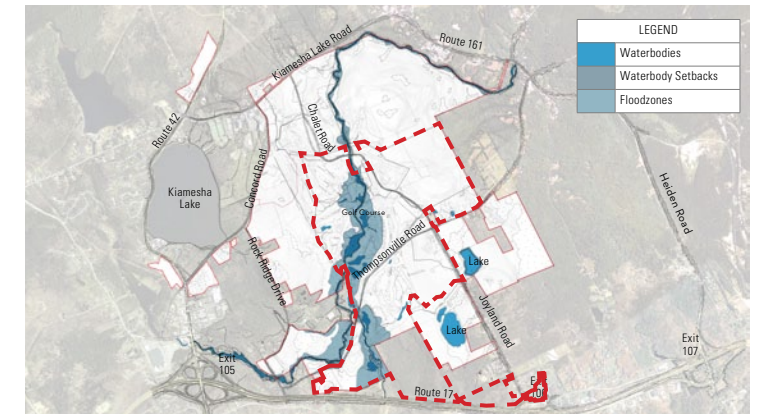 LEGEND
Waterbodies
Waterbody Setbacks
Floodzones
Kiamesha Lake Road
Route 161
Route 42
Chalet Road
Concord Road
Kiamesha
Lake
Heiden Road
Golf Course
Thompsonville Road
Rock Ridge Drive
Lake
Joyland Road
Lake
Exit
105
Exit
107
Route 17